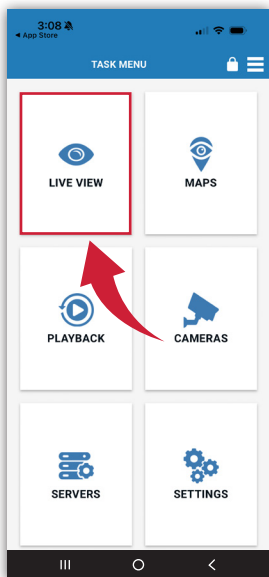 3:08
◀ App Store
TASK MENU
LIVE VIEW
MAPS
PLAYBACK
CAMERAS
SERVERS
SETTINGS